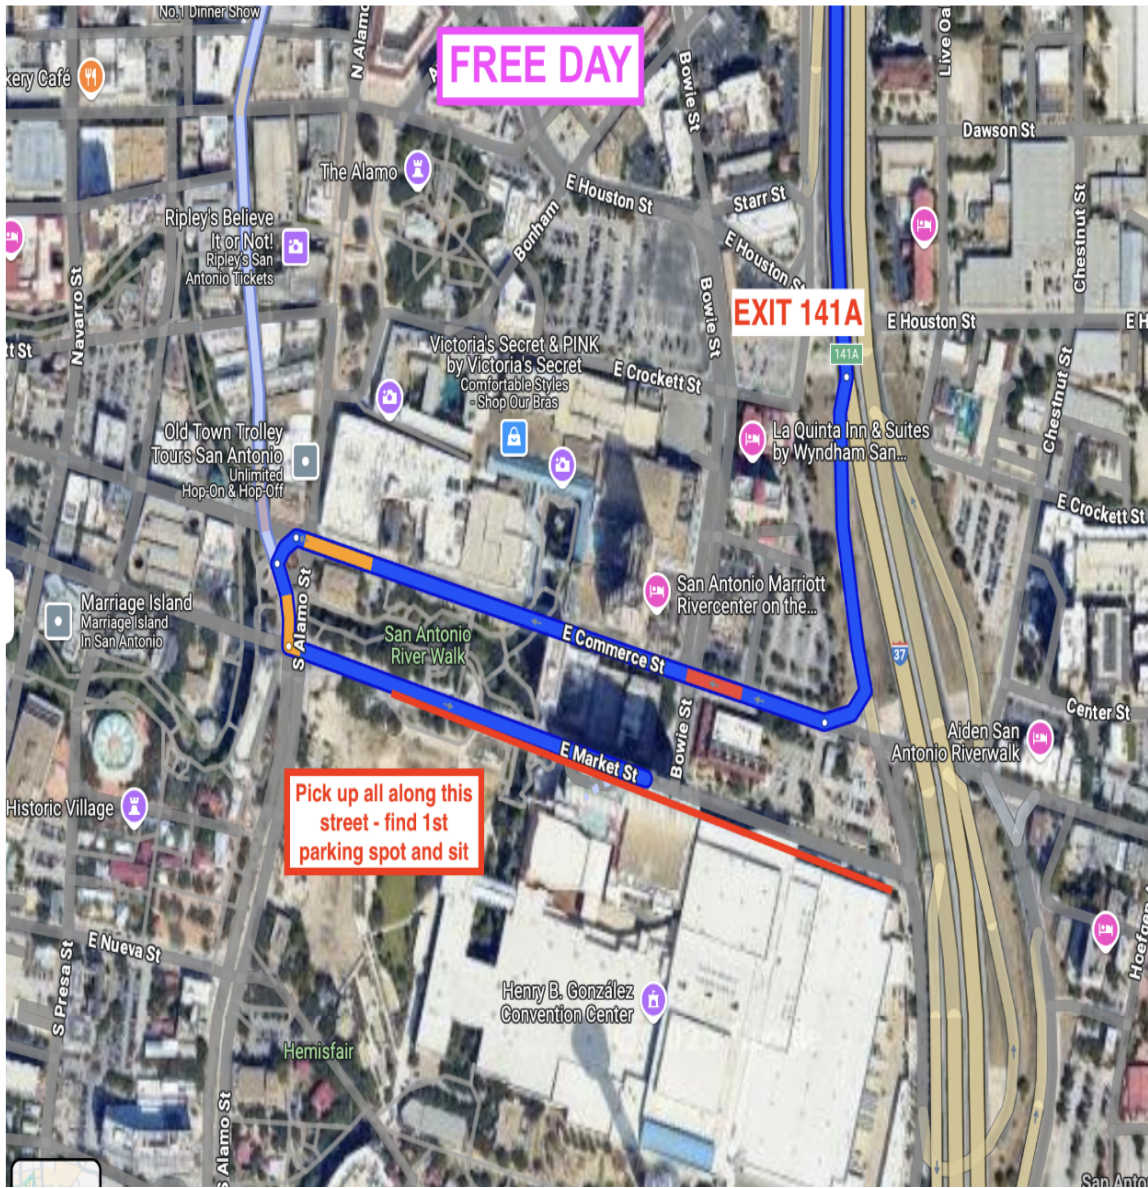 No.1 Dinner Show
kery Café
N Alamo
FREE DAY
Bowie St
Live Oa
Dawson St
The Alamo
E Houston St
Starr St
Chestnut St
Ripley's Believe
It or Not!
Ripley's San
Antonio Tickets
Bonham
E Houston St
Navarro St
Bowie St
EXIT 141A
E Houston St
E H
tt St
141A
Victoria's Secret & PINK
by Victoria's Secret
Comfortable Styles
- Shop Our Bras
E Crockett St
Chestnut St
Old Town Trolley
Tours San Antonio
Unlimited
Hop-On & Hop-Off
La Quinta Inn & Suites
by Wyndham San...
E Crockett St
Marriage Island
Marriage Island
In San Antonio
S Alamo St
San Antonio
River Walk
San Antonio Marriott
Rivercenter on the...
E Commerce St
37
Center St
Bowie St
Aiden San
Antonio Riverwalk
E Market St
Historic Village
Pick up all along this
street - find 1st
parking spot and sit
E Nueva St
S Presa St
Hoefge
Henry B. González
Convention Center
Hemisfair
S Alamo St
San Anto